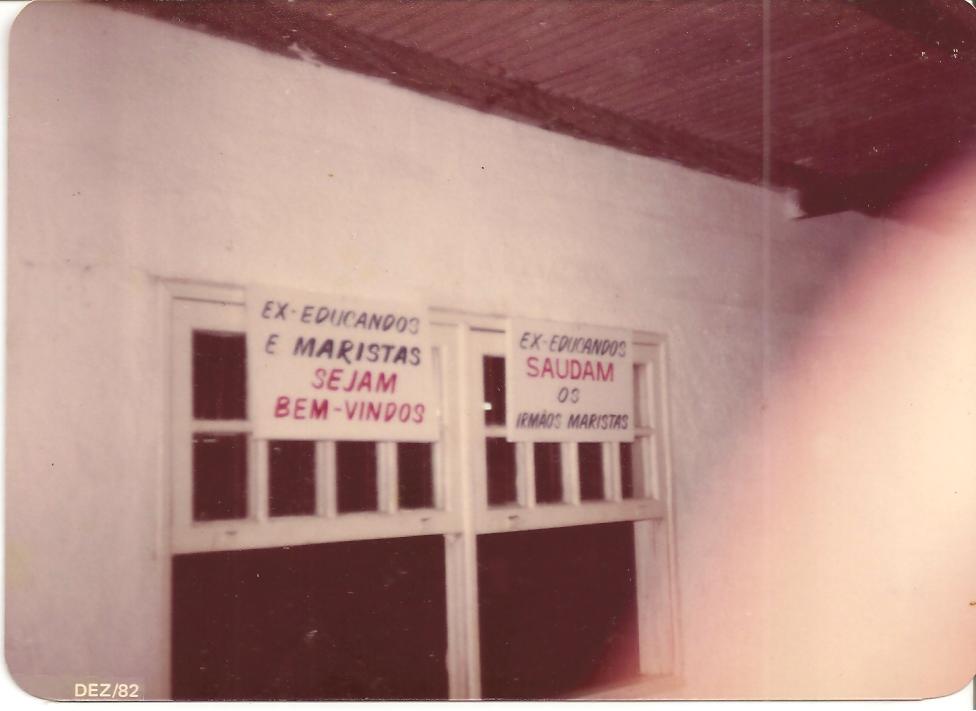 EX-EDUCANDOS
E MARISTAS
SEJAM
BEM-VINDOS
EX-EDUCANDOS
SAUDAM
OS
IRMÃOS MARISTAS
DEZ/82